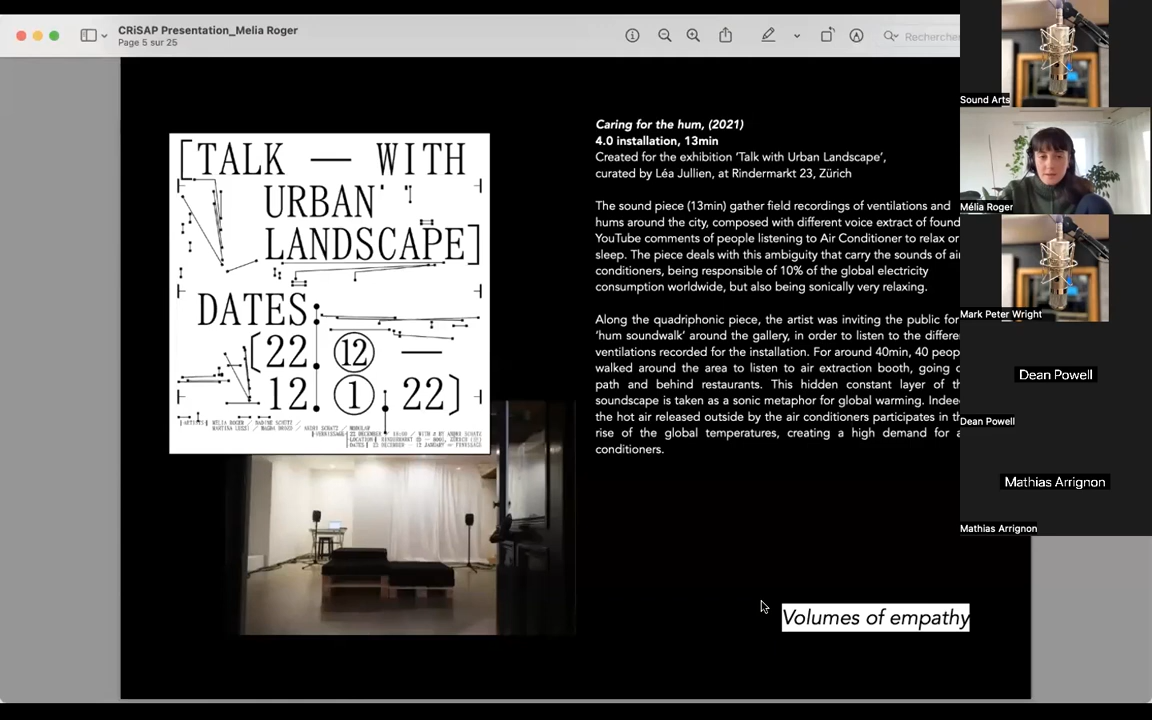 CRiSAP Presentation_Melia Roger
Page 5 sur 25
Rechercher
[TALK — WITH
URBAN
LANDSCAPE]
DATES:
[22. 12 —
12. 1. 22]
Caring for the hum, (2021)
4.0 installation, 13min
Created for the exhibition ‘Talk with Urban Landscape’,
curated by Léa Jullien, at Rindermarkt 23, Zürich
The sound piece (13min) gather field recordings of ventilations and
hums around the city, composed with different voice extract of found
YouTube comments of people listening to Air Conditioner to relax or
sleep. The piece deals with this ambiguity that carry the sounds of air
conditioners, being responsible of 10% of the global electricity
consumption worldwide, but also being sonically very relaxing.
Along the quadriphonic piece, the artist was inviting the public for
‘hum soundwalk’ around the gallery, in order to listen to the differen
ventilations recorded for the installation. For around 40min, 40 peop
walked around the area to listen to air extraction booth, going
path and behind restaurants. This hidden constant layer of th
soundscape is taken as a sonic metaphor for global warming. Indee
the hot air released outside by the air conditioners participates in th
rise of the global temperatures, creating a high demand for a
conditioners.
Volumes of empathy
Sound Arts
Mélia Roger
Mark Peter Wright
Dean Powell
Dean Powell
Mathias Arrignon
Mathias Arrignon